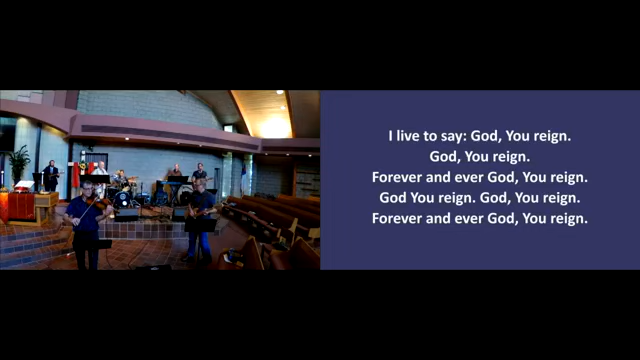 I live to say: God, You reign.
God, You reign.
Forever and ever God, You reign.
God You reign. God, You reign.
Forever and ever God, You reign.